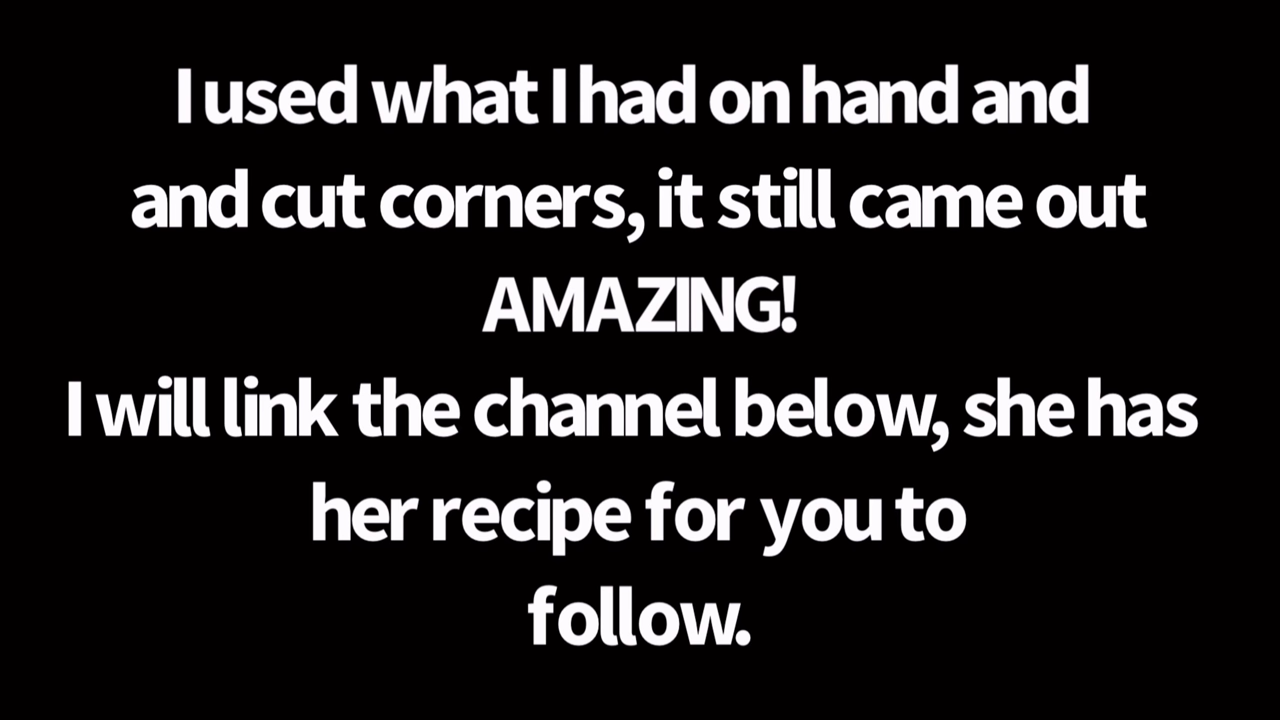 I used what I had on hand and
and cut corners, it still came out
AMAZING!
I will link the channel below, she has
her recipe for you to
follow.